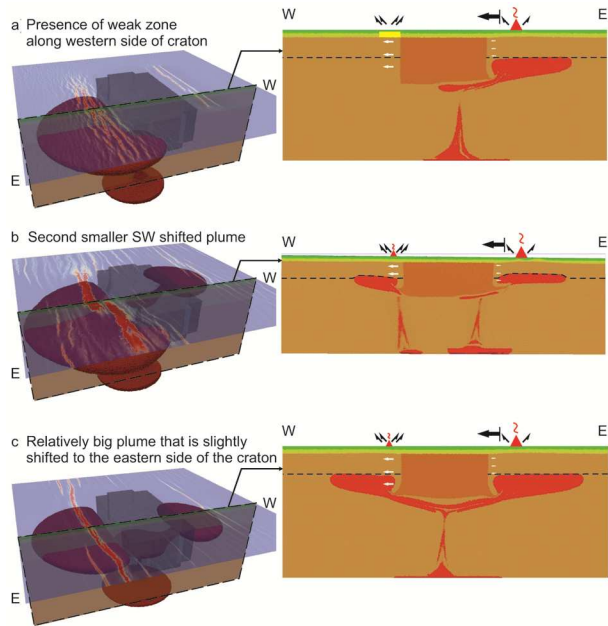 a Presence of weak zone
along western side of craton
W
E
W
E
b Second smaller SW shifted plume
W
E
W
E
c Relatively big plume that is slightly
shifted to the eastern side of the craton
W
E
W
E